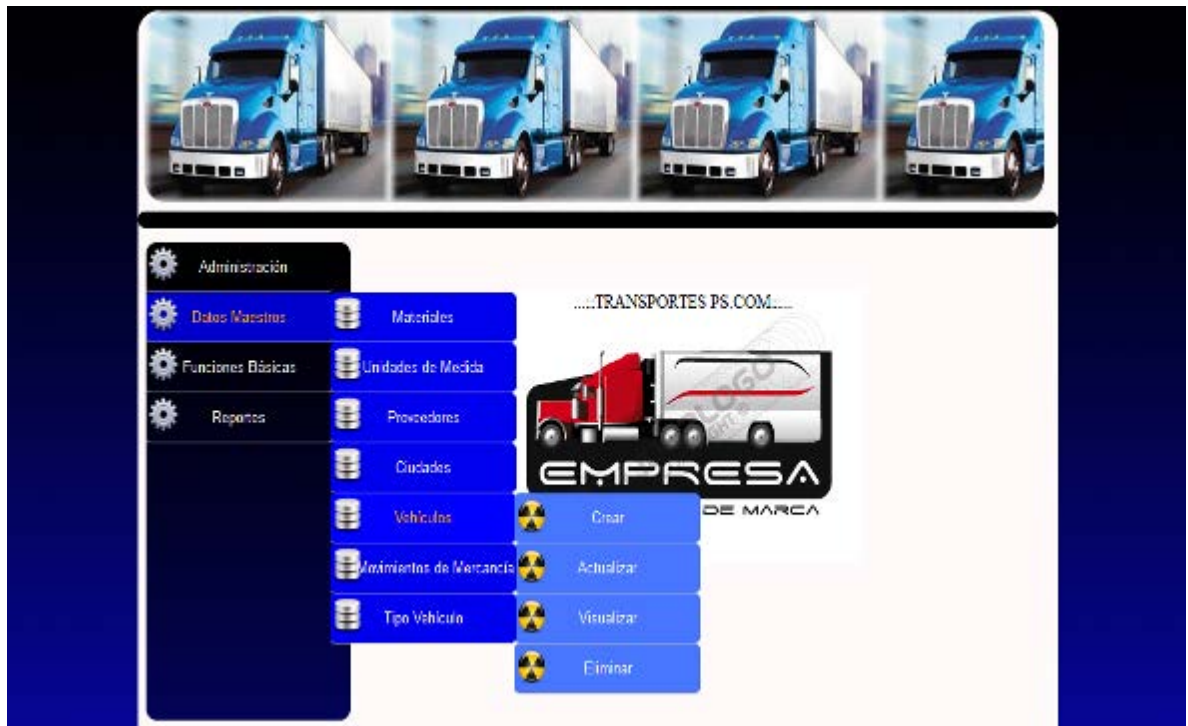 Administración
Datos Maestros
Funciones Básicas
Reportes
Materiales
Unidades de Medida
Proveedores
Ciudades
Vehículos
Movimientos de Mercancía
Tipo Vehículo
Crear
Actualizar
Visualizar
Eliminar
.....:TRANSPORTES PS.COM:.....
EMPRESA
DE MARCA